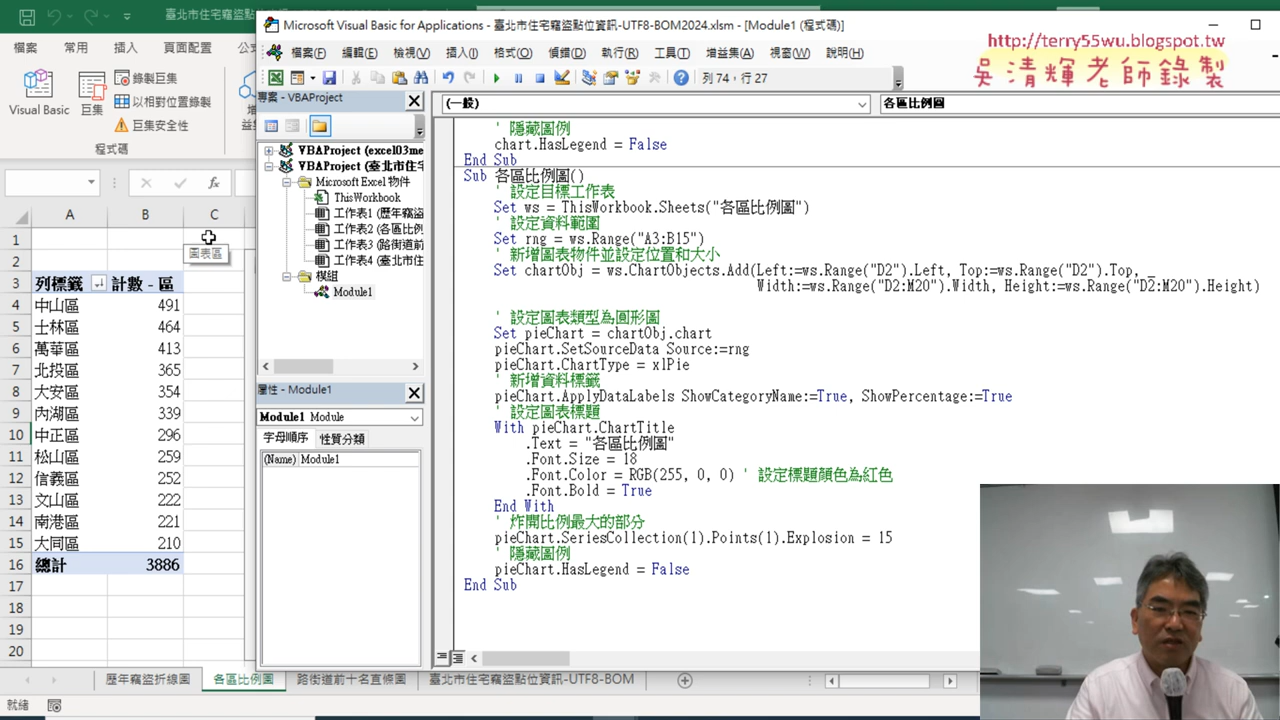 臺北市住宅竊盜點位資訊
Microsoft Visual Basic for Applications - 臺北市住宅竊盜點位資訊-UTF8-BOM2024.xlsm - [Module1 (程式碼)]
http://terry55wu.blogspot.tw
吳清輝老師錄製
檔案 常用 插入 頁面配置
檔案(F) 編輯(E) 檢視(V) 插入(I) 格式(O) 偵錯(D) 執行(R) 工具(T) 增益集(A) 視窗(W) 說明(H)
列 74，行 27
Visual Basic 巨集
錄製巨集
以相對位置錄製
巨集安全性
程式碼
專案 - VBAProject
(一般) 各區比例圖
VBAProject (excel03me
VBAProject (臺北市住宅
Microsoft Excel 物件
ThisWorkbook
工作表1 (歷年竊盜
工作表2 (各區比例
工作表3 (路街道前
工作表4 (臺北市住
模組
Module1
屬性 - Module1
Module1 Module
字母順序 性質分類
(Name) Module1
' 隱藏圖例
chart.HasLegend = False
End Sub
Sub 各區比例圖()
' 設定目標工作表
Set ws = ThisWorkbook.Sheets("各區比例圖")
' 設定資料範圍
Set rng = ws.Range("A3:B15")
' 新增圖表物件並設定位置和大小
Set chartObj = ws.ChartObjects.Add(Left:=ws.Range("D2").Left, Top:=ws.Range("D2").Top, _
Width:=ws.Range("D2:M20").Width, Height:=ws.Range("D2:M20").Height)
' 設定圖表類型為圓形圖
Set pieChart = chartObj.chart
pieChart.SetSourceData Source:=rng
pieChart.ChartType = xlPie
' 新增資料標籤
pieChart.ApplyDataLabels ShowCategoryName:=True, ShowPercentage:=True
' 設定圖表標題
With pieChart.ChartTitle
.Text = "各區比例圖"
.Font.Size = 18
.Font.Color = RGB(255, 0, 0) ' 設定標題顏色為紅色
.Font.Bold = True
End With
' 炸開比例最大的部分
pieChart.SeriesCollection(1).Points(1).Explosion = 15
' 隱藏圖例
pieChart.HasLegend = False
End Sub
A B C
1
圖表區
2
3 列標籤 計數 - 區
4 中山區 491
5 士林區 464
6 萬華區 413
7 北投區 365
8 大安區 354
9 內湖區 339
10 中正區 296
11 松山區 259
12 信義區 252
13 文山區 222
14 南港區 221
15 大同區 210
16 總計 3886
17
18
19
20
歷年竊盜折線圖 各區比例圖 路街道前十名直條圖 臺北市住宅竊盜點位資訊-UTF8-BOM
就緒